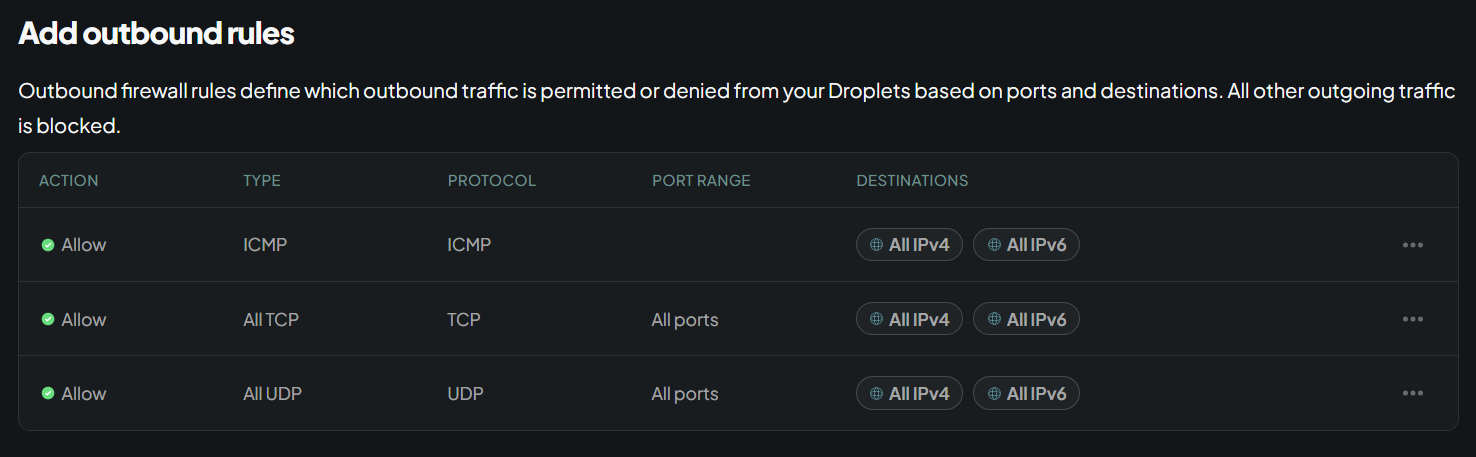 Add outbound rules
Outbound firewall rules define which outbound traffic is permitted or denied from your Droplets based on ports and destinations. All other outgoing traffic
is blocked.
ACTION TYPE PROTOCOL PORT RANGE DESTINATIONS
Allow ICMP ICMP All IPv4 All IPv6
Allow All TCP TCP All ports All IPv4 All IPv6
Allow All UDP UDP All ports All IPv4 All IPv6